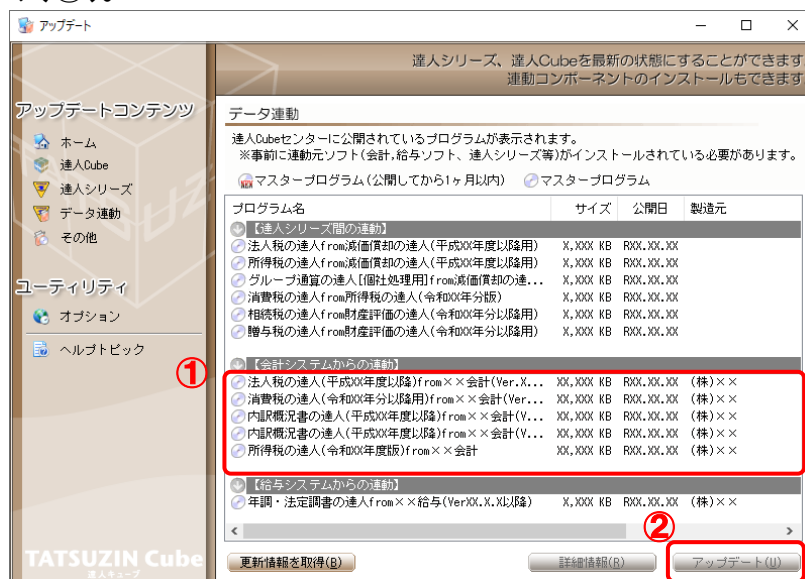 アップデート
達人シリーズ、達人Cubeを最新の状態にすることができます
連動コンポーネントのインストールもできます
アップデートコンテンツ
ホーム
達人Cube
達人シリーズ
データ連動
その他
ユーティリティ
オプション
ヘルプトピック
データ連動
達人Cubeセンターに公開されているプログラムが表示されます。
※事前に連動元ソフト(会計,給与ソフト、達人シリーズ等)がインストールされている必要があります。
マスタープログラム(公開してから1ヶ月以内) マスタープログラム
プログラム名 サイズ 公開日 製造元
【達人シリーズ間の連動】
法人税の達人from減価償却の達人(平成XX年度以降用) X,XXX KB RXX.XX.XX
所得税の達人from減価償却の達人(令和XX年分以降用) X,XXX KB RXX.XX.XX
グループ通算の達人[個社処理用]from減価償却の達... X,XXX KB RXX.XX.XX
消費税の達人from所得税の達人(令和XX年分版) X,XXX KB RXX.XX.XX
相続税の達人from財産評価の達人(令和XX年分以降用) X,XXX KB RXX.XX.XX
贈与税の達人from財産評価の達人(令和XX年分以降用) X,XXX KB RXX.XX.XX
①
【会計システムからの連動】
法人税の達人(平成XX年度以降)from××会計(Ver.X... XX,XXX KB RXX.XX.XX (株)××
消費税の達人(令和XX年分以降用)from××会計(Ver... XX,XXX KB RXX.XX.XX (株)××
内訳概況書の達人(平成XX年度以降)from××会計(V... XX,XXX KB RXX.XX.XX (株)××
内訳概況書の達人(平成XX年度以降)from××会計(V... XX,XXX KB RXX.XX.XX (株)××
所得税の達人(令和XX年度版)from××会計 XX,XXX KB RXX.XX.XX (株)××
【給与システムからの連動】
年調・法定調書の達人from××給与(VerXX.X.X以降) X,XXX KB RXX.XX.XX (株)××
②
更新情報を取得(B) 詳細情報(R) アップデート(U)
TATSUZIN Cube
達人キューブ